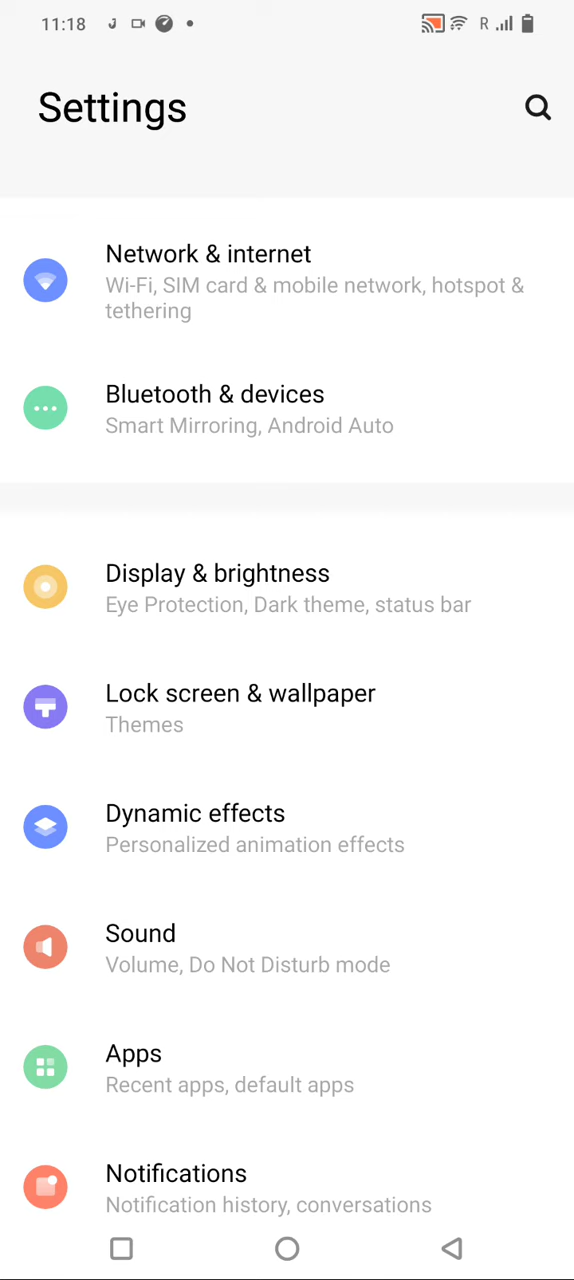 11:18
R
Settings
Network & internet
Wi-Fi, SIM card & mobile network, hotspot &
tethering
Bluetooth & devices
Smart Mirroring, Android Auto
Display & brightness
Eye Protection, Dark theme, status bar
Lock screen & wallpaper
Themes
Dynamic effects
Personalized animation effects
Sound
Volume, Do Not Disturb mode
Apps
Recent apps, default apps
Notifications
Notification history, conversations